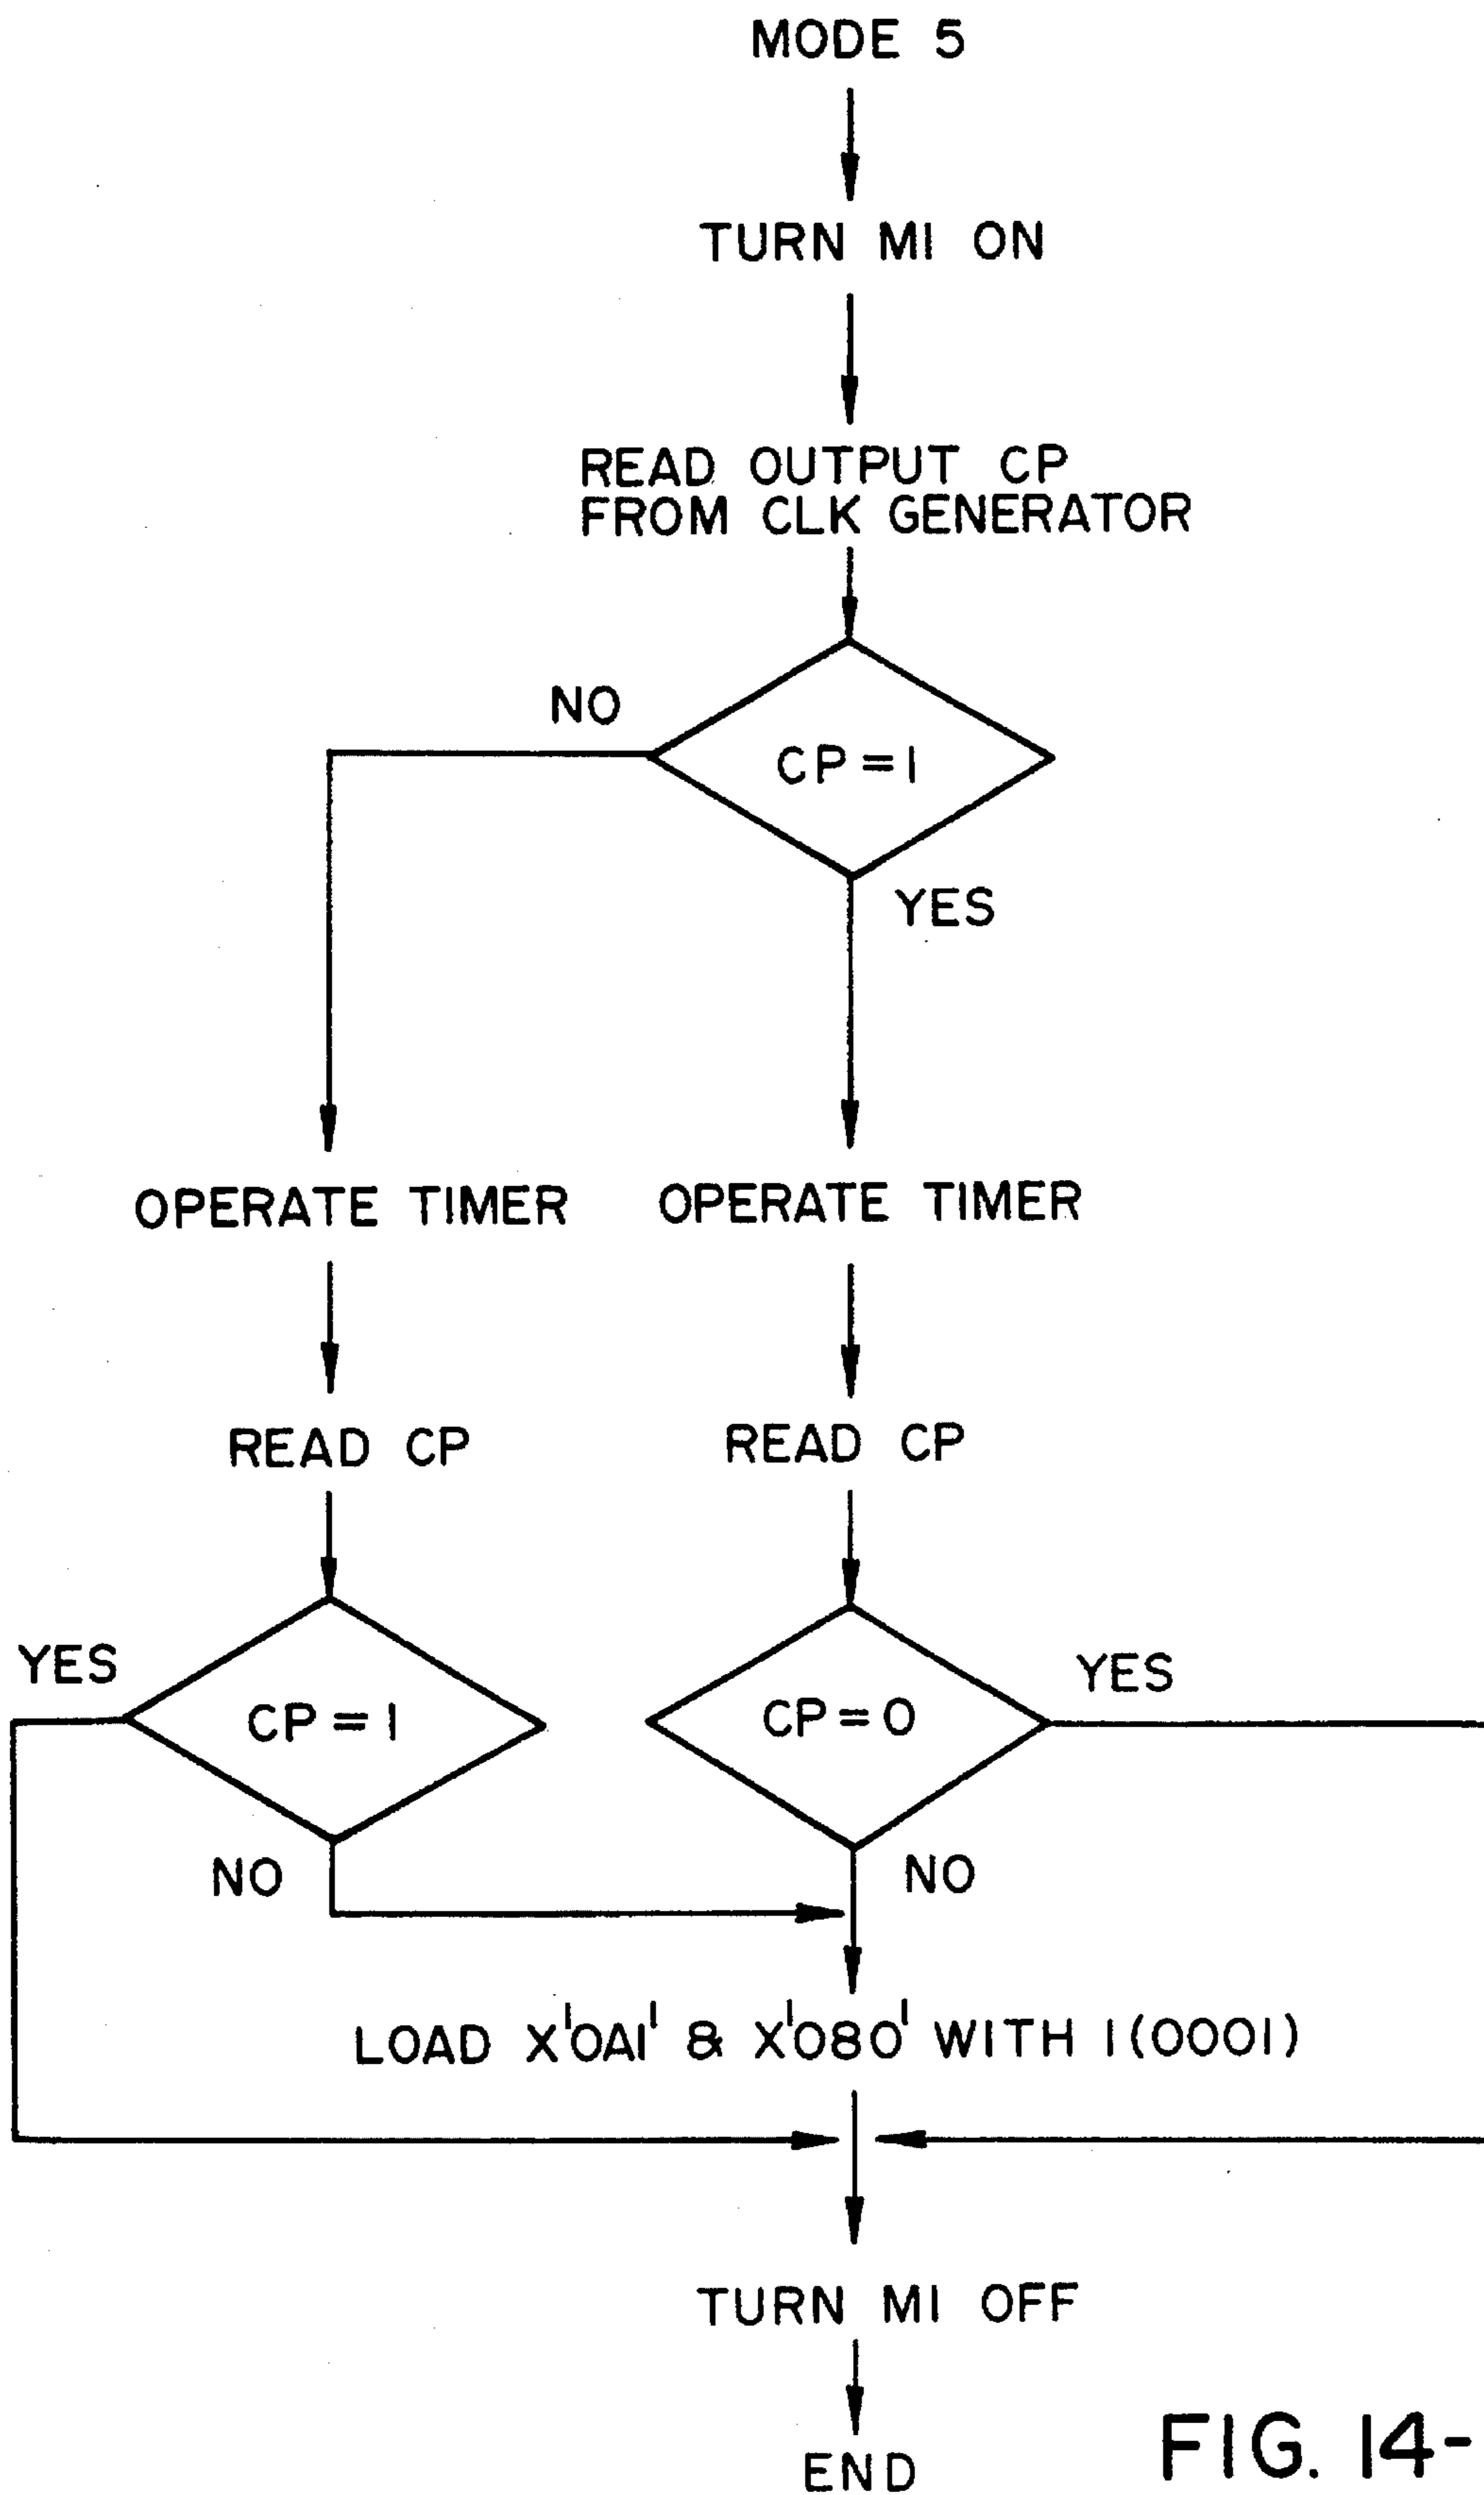 MODE 5
TURN M1 ON
READ OUTPUT CP
FROM CLK GENERATOR
CP=1
NO
YES
OPERATE TIMER
OPERATE TIMER
READ CP
READ CP
CP=1
YES
NO
CP=0
YES
NO
LOAD X'0A1' & X'080' WITH 1(0001)
TURN M1 OFF
END
FIG. 14-